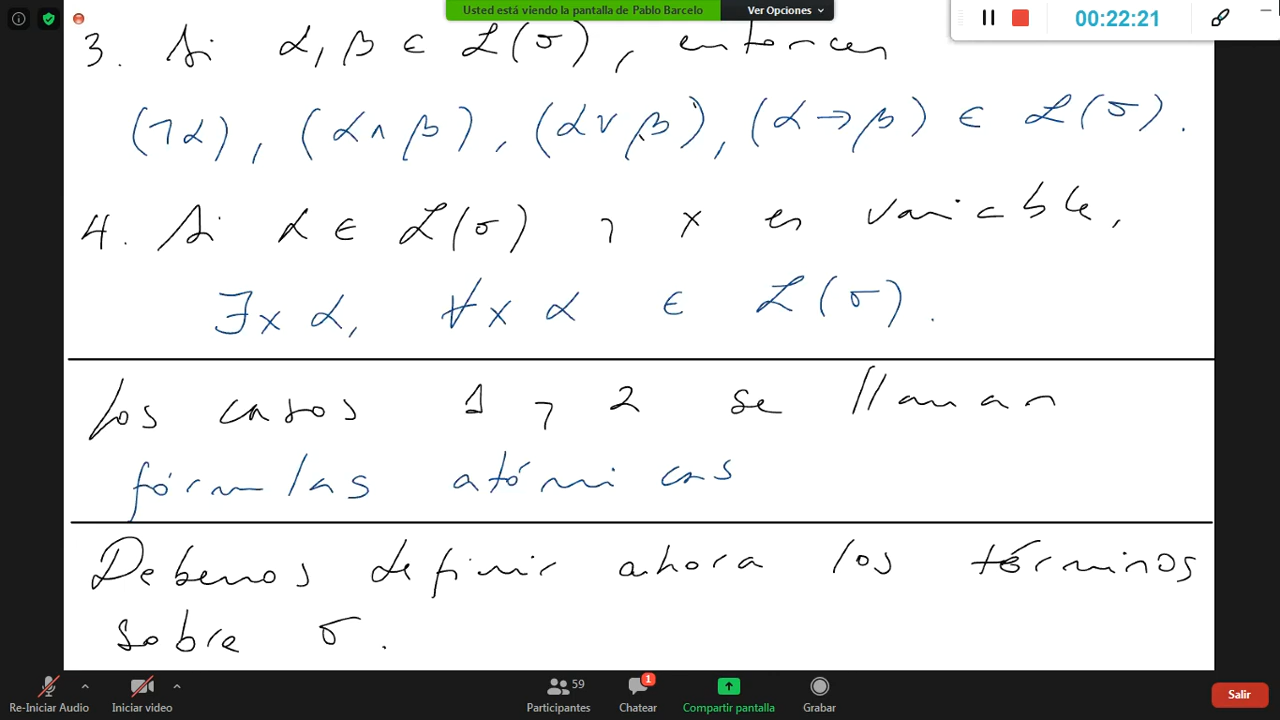 Usted está viendo la pantalla de Pablo Barcelo
Ver Opciones
00:22:21
3. Si α, β ∈ ℒ(σ), entonces
(¬α), (α ∧ β), (α ∨ β), (α → β) ∈ ℒ(σ).
4. Si α ∈ ℒ(σ) y x es variable,
∃x α, ∀x α ∈ ℒ(σ).
Los casos 1 y 2 se llaman
fórmulas atómicas
Debemos definir ahora los términos
sobre σ.
Re-Iniciar Audio
Iniciar video
59
Participantes
1
Chatear
Compartir pantalla
Grabar
Salir